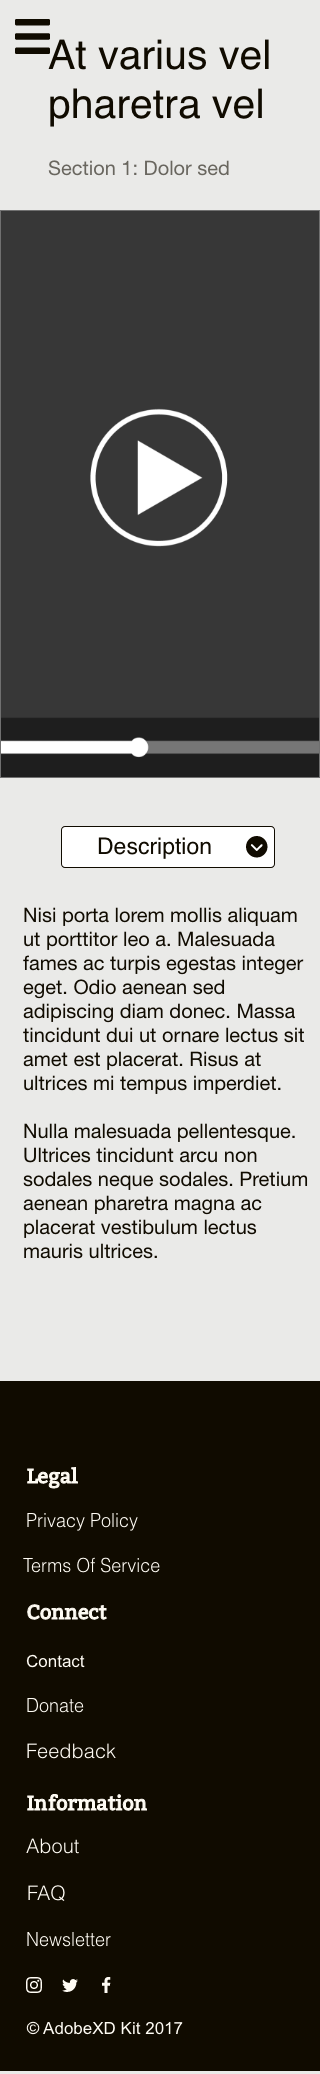 At varius vel
pharetra vel
Section 1: Dolor sed
Description
Nisi porta lorem mollis aliquam
ut porttitor leo a. Malesuada
fames ac turpis egestas integer
eget. Odio aenean sed
adipiscing diam donec. Massa
tincidunt dui ut ornare lectus sit
amet est placerat. Risus at
ultrices mi tempus imperdiet.
Nulla malesuada pellentesque.
Ultrices tincidunt arcu non
sodales neque sodales. Pretium
aenean pharetra magna ac
placerat vestibulum lectus
mauris ultrices.
Legal
Privacy Policy
Terms Of Service
Connect
Contact
Donate
Feedback
Information
About
FAQ
Newsletter
© AdobeXD Kit 2017